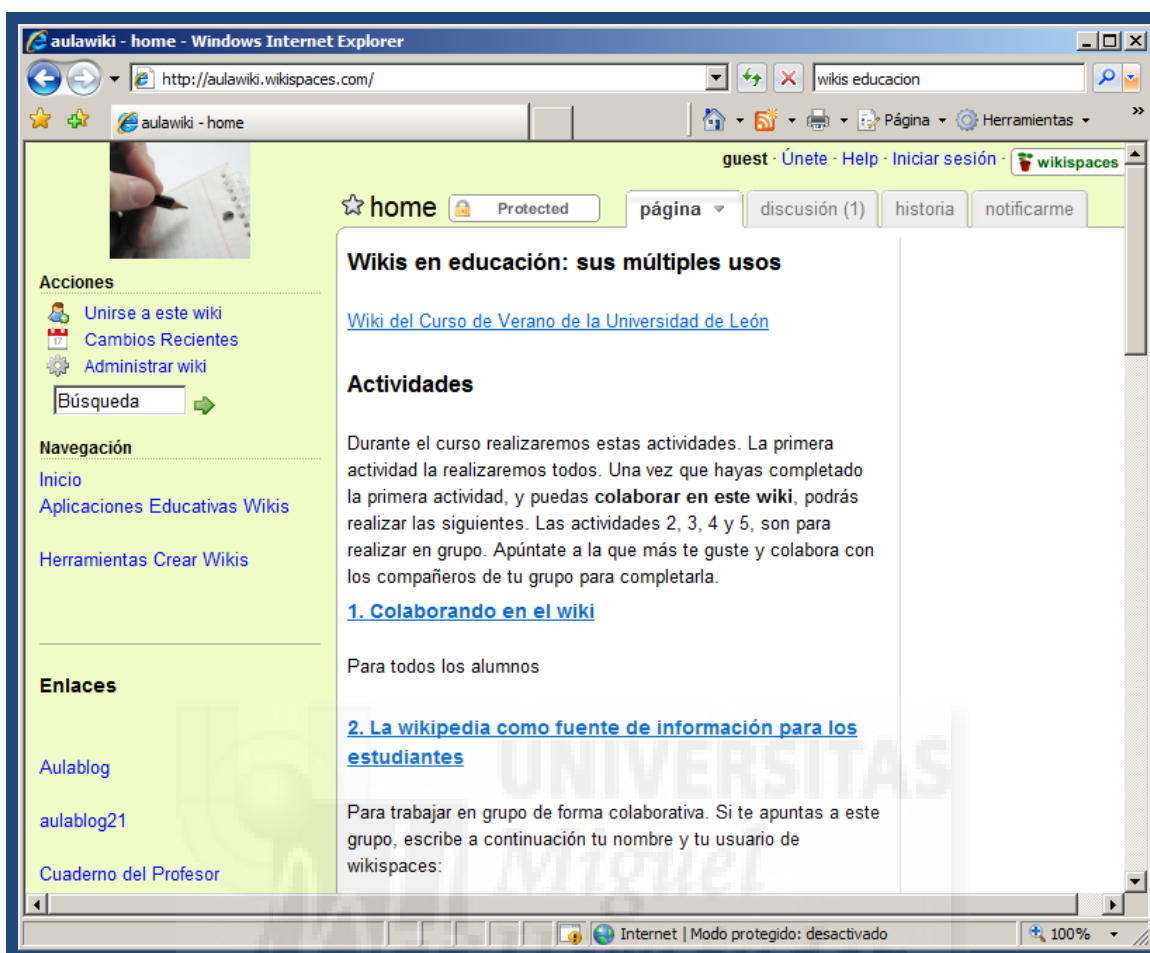 aulawiki - home - Windows Internet Explorer
http://aulawiki.wikispaces.com/
wikis educacion
aulawiki - home
Página
Herramientas
»
guest · Únete · Help · Iniciar sesión · wikispaces
home
Protected
página
discusión (1)
historia
notificarme
Acciones
Unirse a este wiki
17
Cambios Recientes
Administrar wiki
Búsqueda
Navegación
Inicio
Aplicaciones Educativas Wikis
Herramientas Crear Wikis
Enlaces
Aulablog
aulablog21
Cuaderno del Profesor
Wikis en educación: sus múltiples usos
Wiki del Curso de Verano de la Universidad de León
Actividades
Durante el curso realizaremos estas actividades. La primera
actividad la realizaremos todos. Una vez que hayas completado
la primera actividad, y puedas colaborar en este wiki, podrás
realizar las siguientes. Las actividades 2, 3, 4 y 5, son para
realizar en grupo. Apúntate a la que más te guste y colabora con
los compañeros de tu grupo para completarla.
1. Colaborando en el wiki
Para todos los alumnos
2. La wikipedia como fuente de información para los
estudiantes
Para trabajar en grupo de forma colaborativa. Si te apuntas a este
grupo, escribe a continuación tu nombre y tu usuario de
wikispaces:
UNIVERSITAS
Miguel
Internet | Modo protegido: desactivado
100%